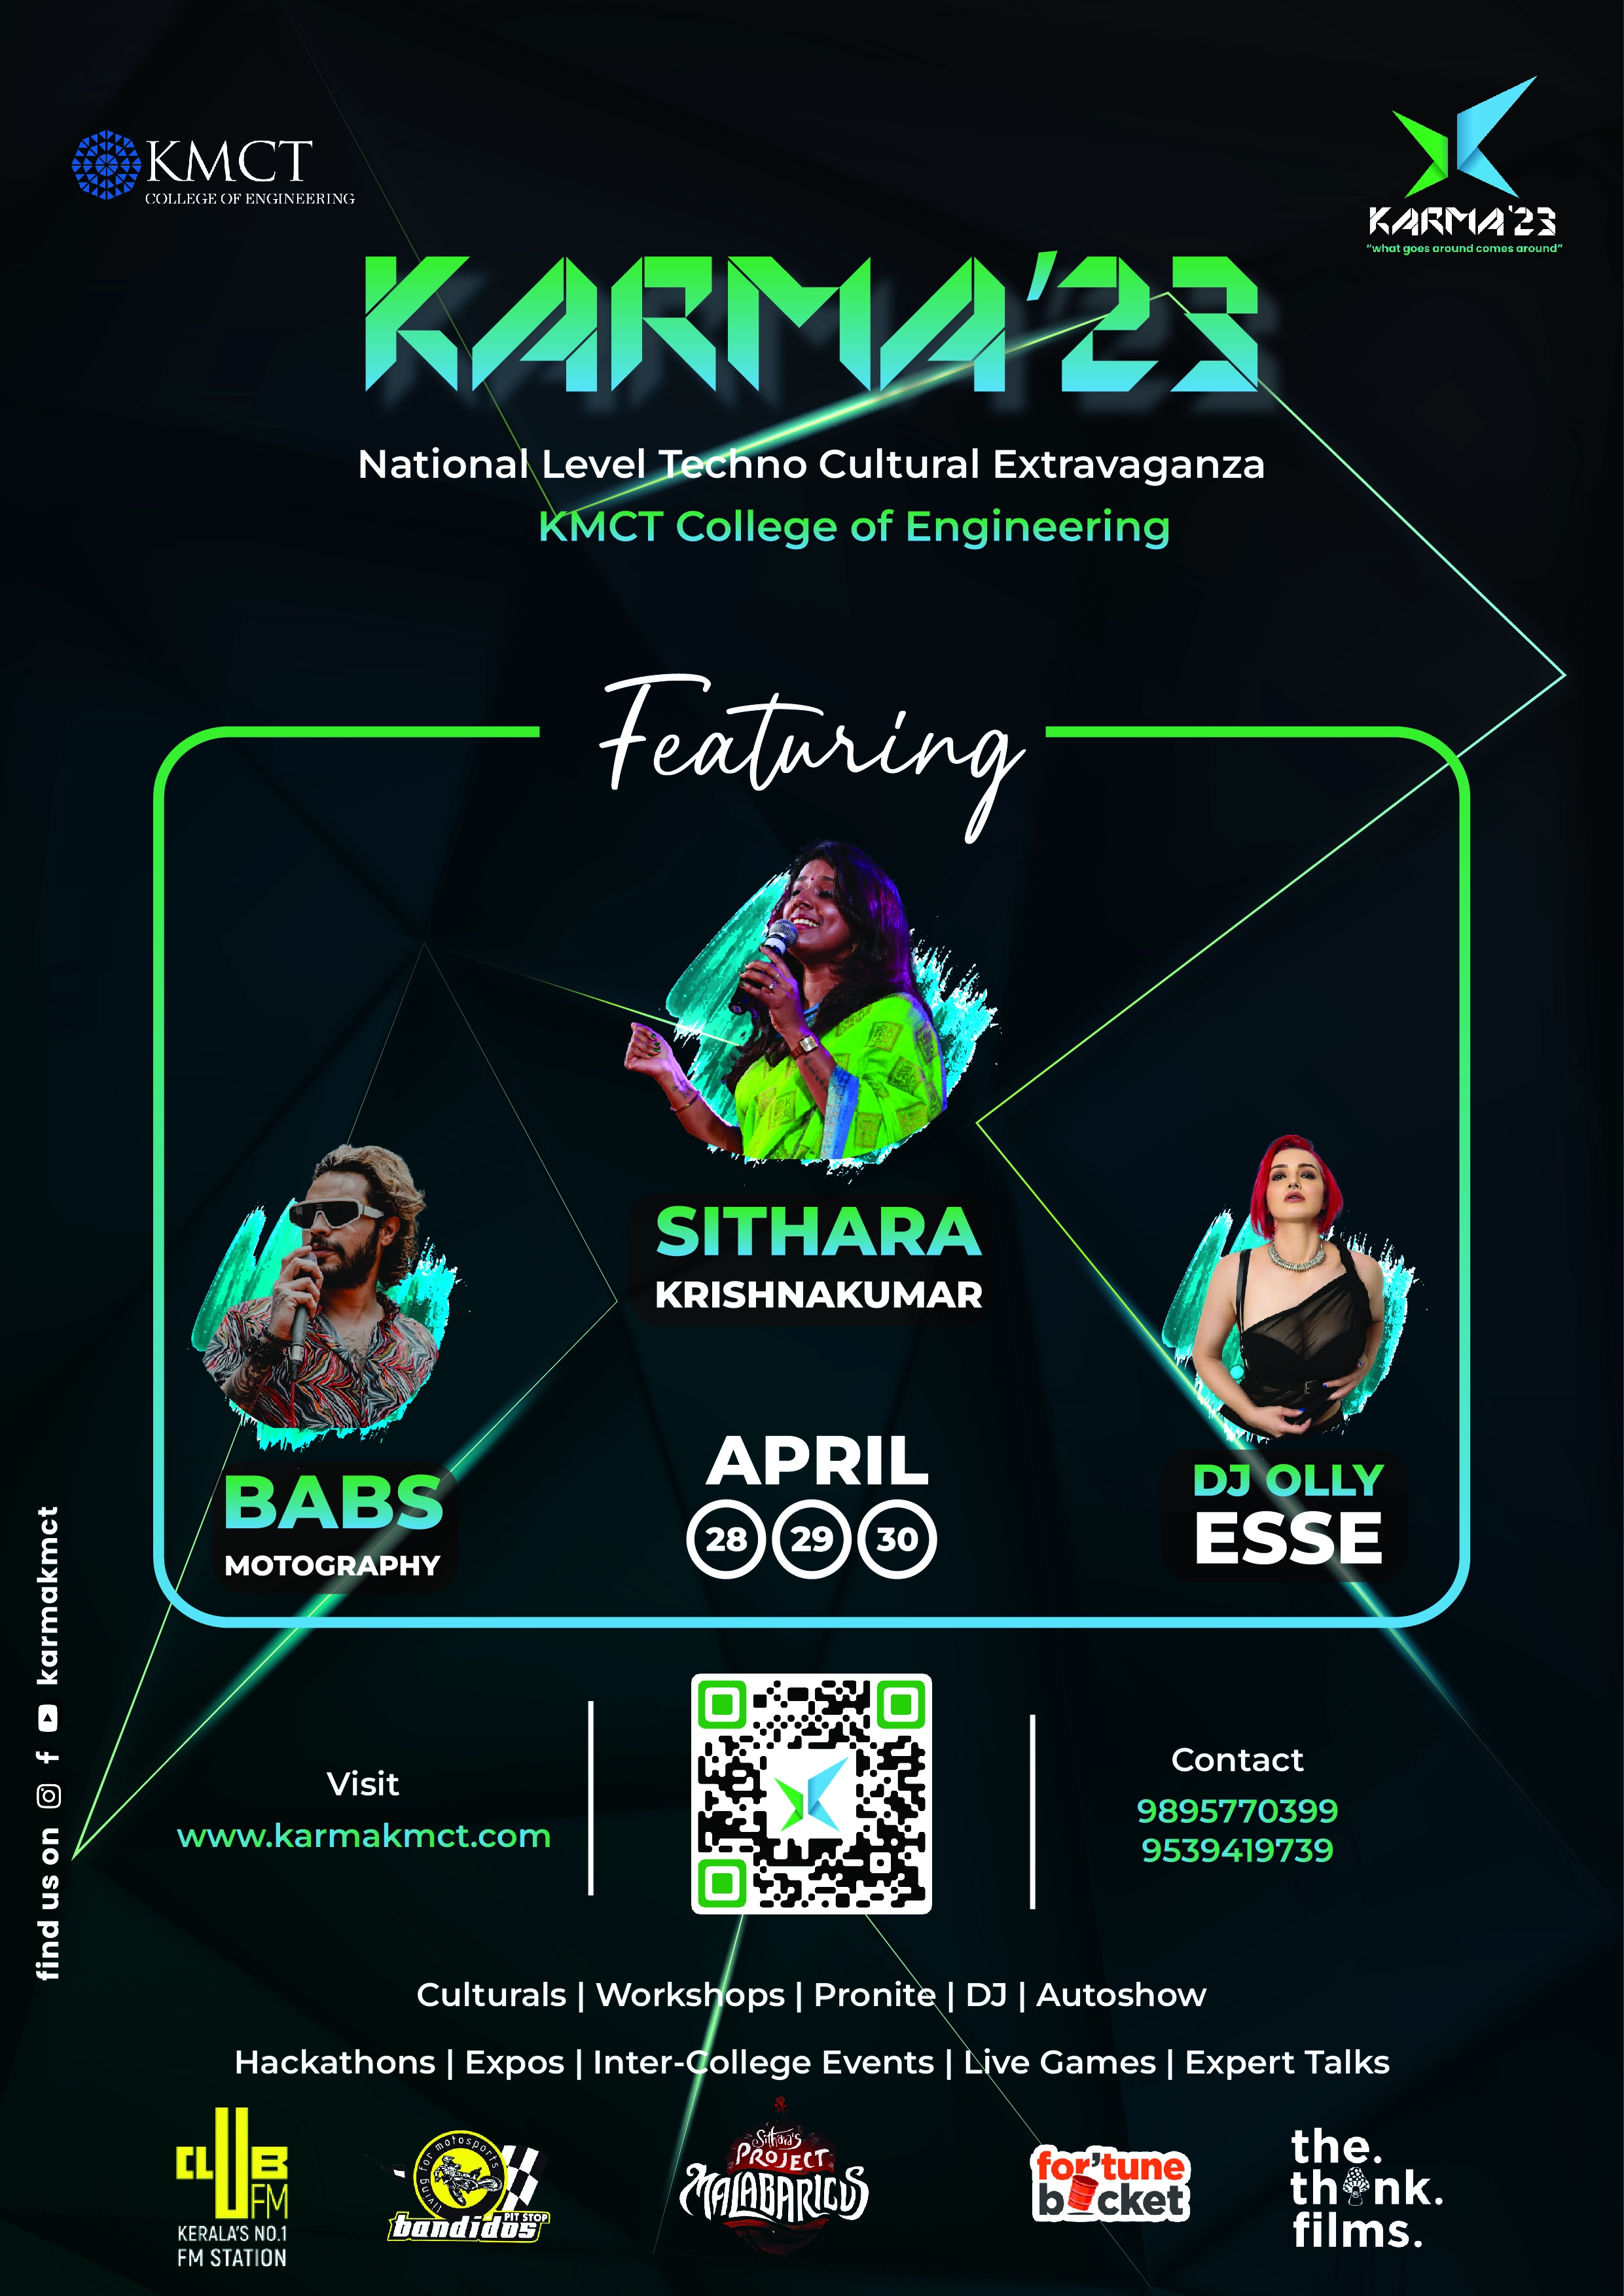 KMCT
COLLEGE OF ENGINEERING
KARMA'23
"what goes around comes around"
KARMA'23
National Level Techno Cultural Extravaganza
KMCT College of Engineering
Featuring
SITHARA
KRISHNAKUMAR
BABS
MOTOGRAPHY
APRIL
28 29 30
DJ OLLY
ESSE
find us on karmakmct
Visit
www.karmakmct.com
Contact
9895770399
9539419739
Culturals | Workshops | Pronite | DJ | Autoshow
Hackathons | Expos | Inter-College Events | Live Games | Expert Talks
CLUB
FM
KERALA'S NO.1
FM STATION
living for motosports
PIT STOP
bandidos
Sithara's
PROJECT
MALABARICUS
for'tune
bucket
the.
think.
films.